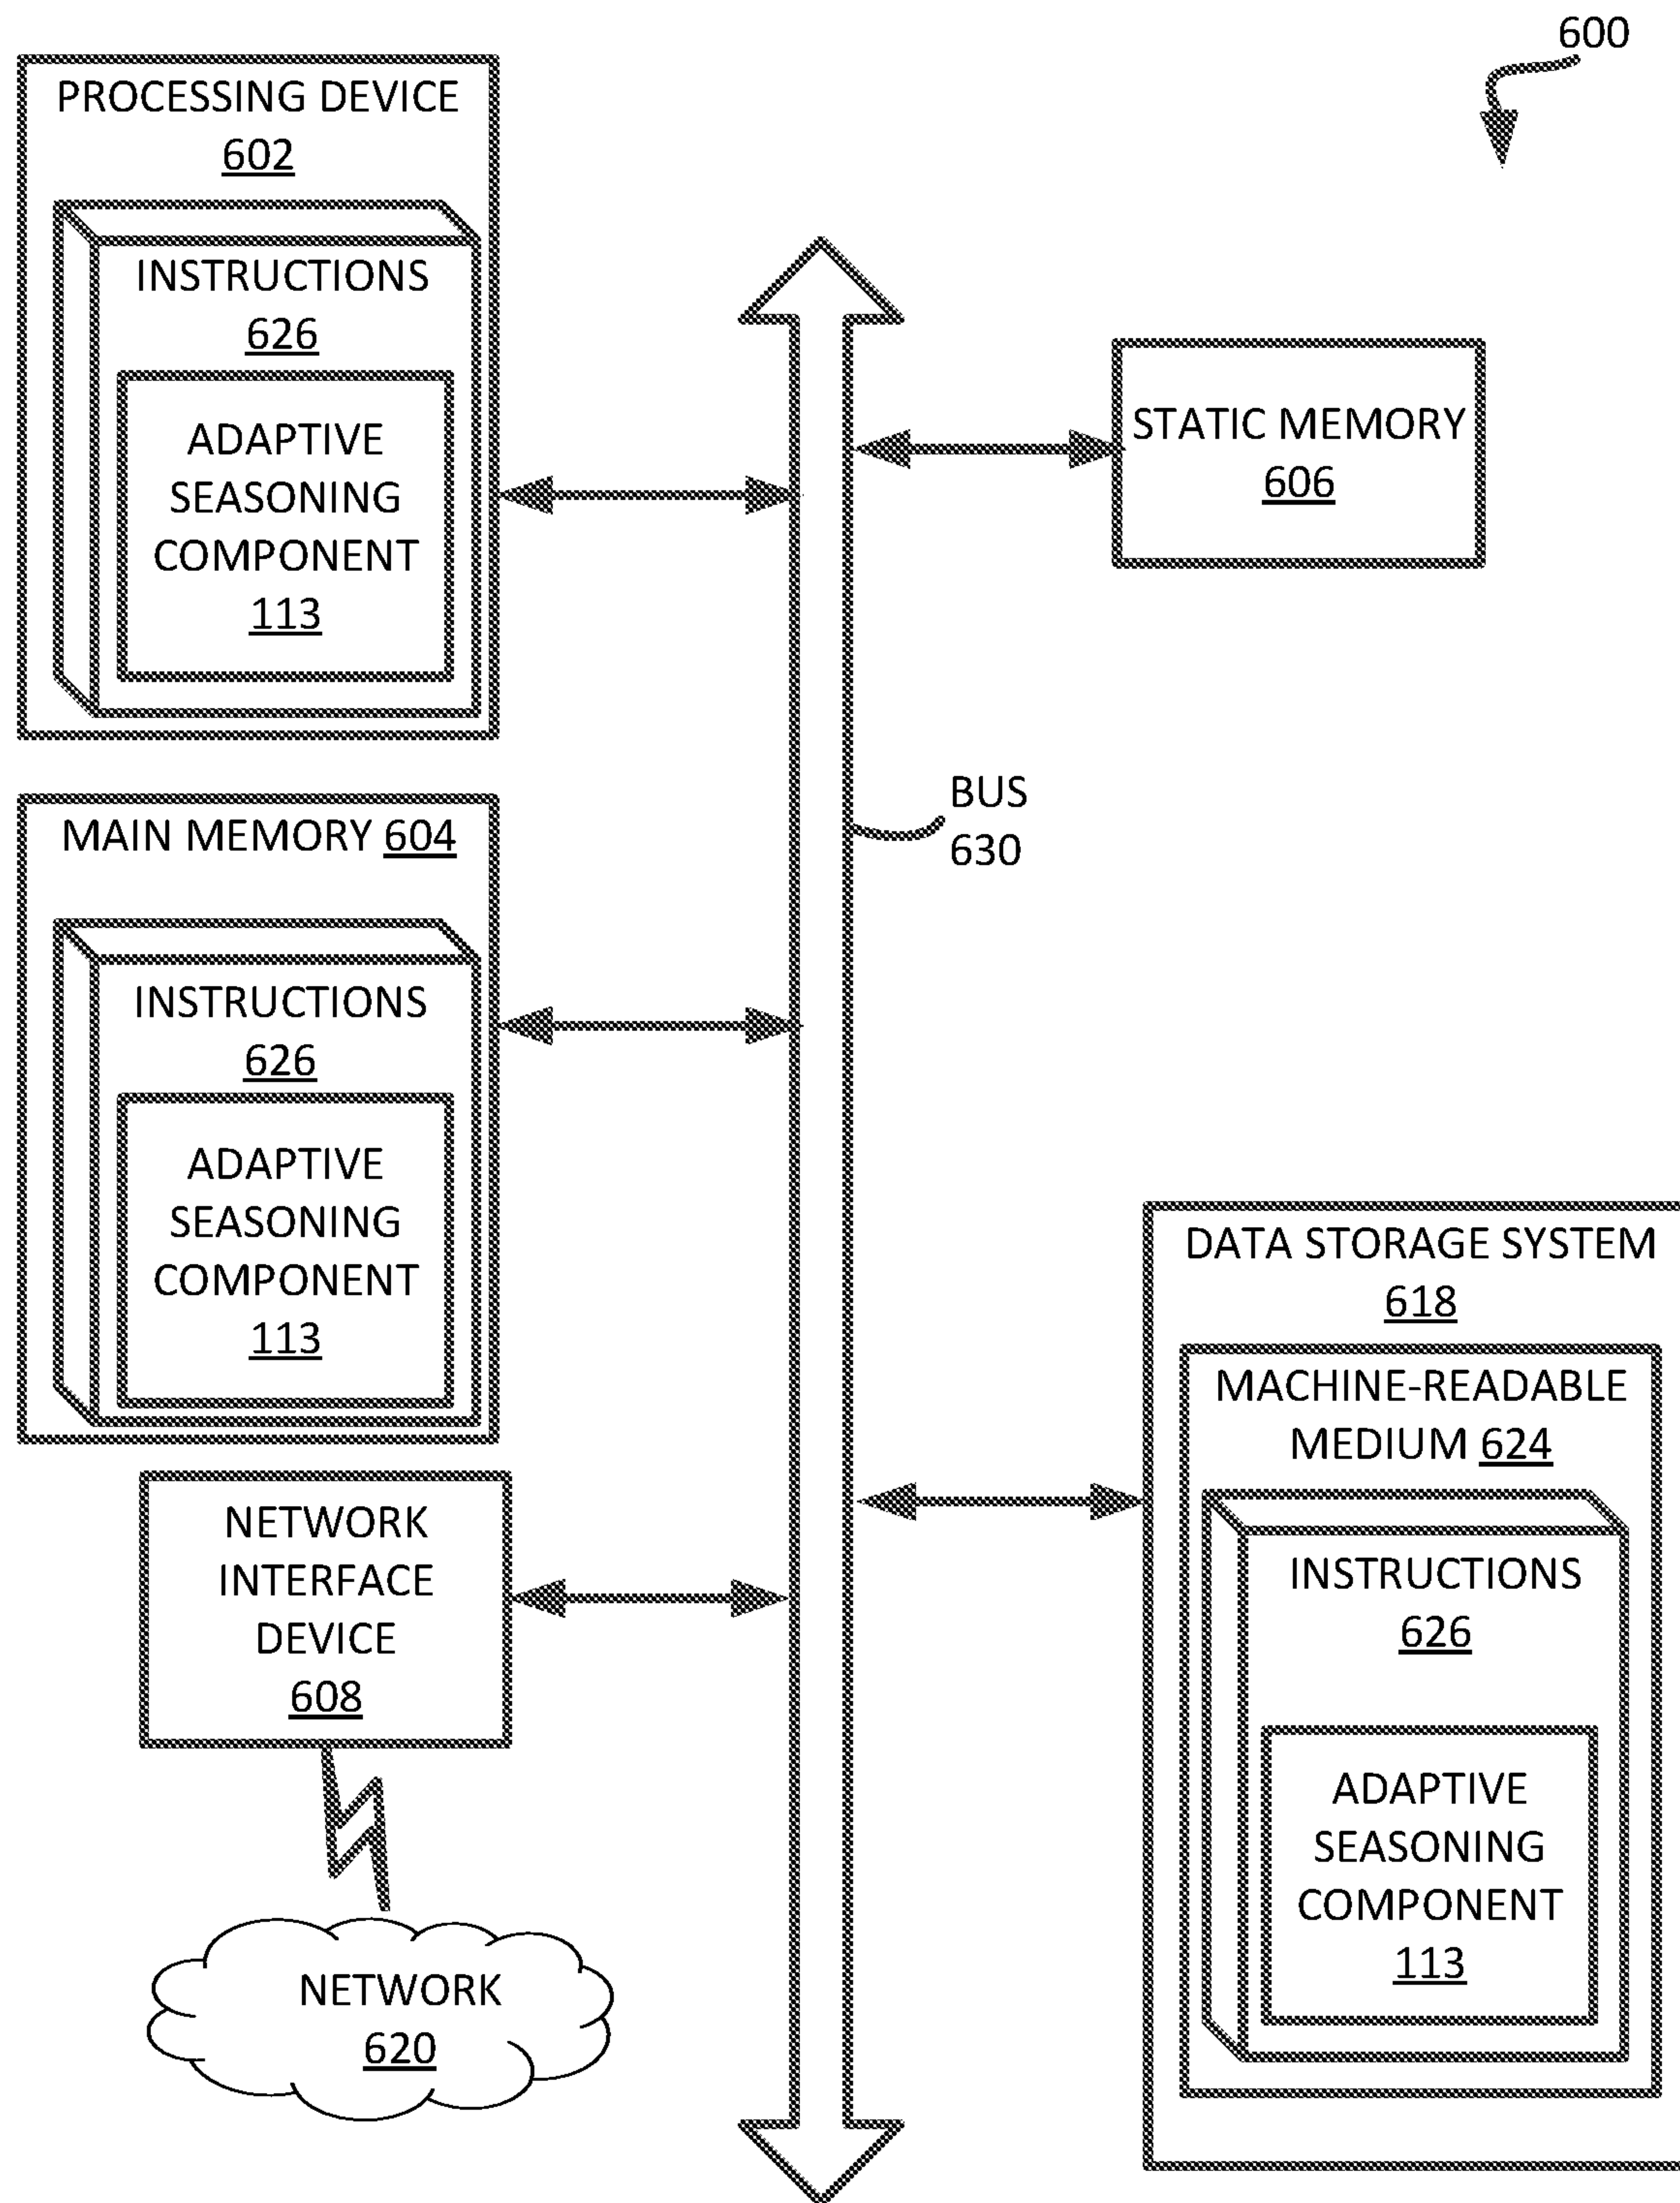 600
PROCESSING DEVICE
602
INSTRUCTIONS
626
ADAPTIVE
SEASONING
COMPONENT
113
STATIC MEMORY
606
BUS
630
MAIN MEMORY 604
INSTRUCTIONS
626
ADAPTIVE
SEASONING
COMPONENT
113
DATA STORAGE SYSTEM
618
MACHINE-READABLE
MEDIUM 624
INSTRUCTIONS
626
ADAPTIVE
SEASONING
COMPONENT
113
NETWORK
INTERFACE
DEVICE
608
NETWORK
620